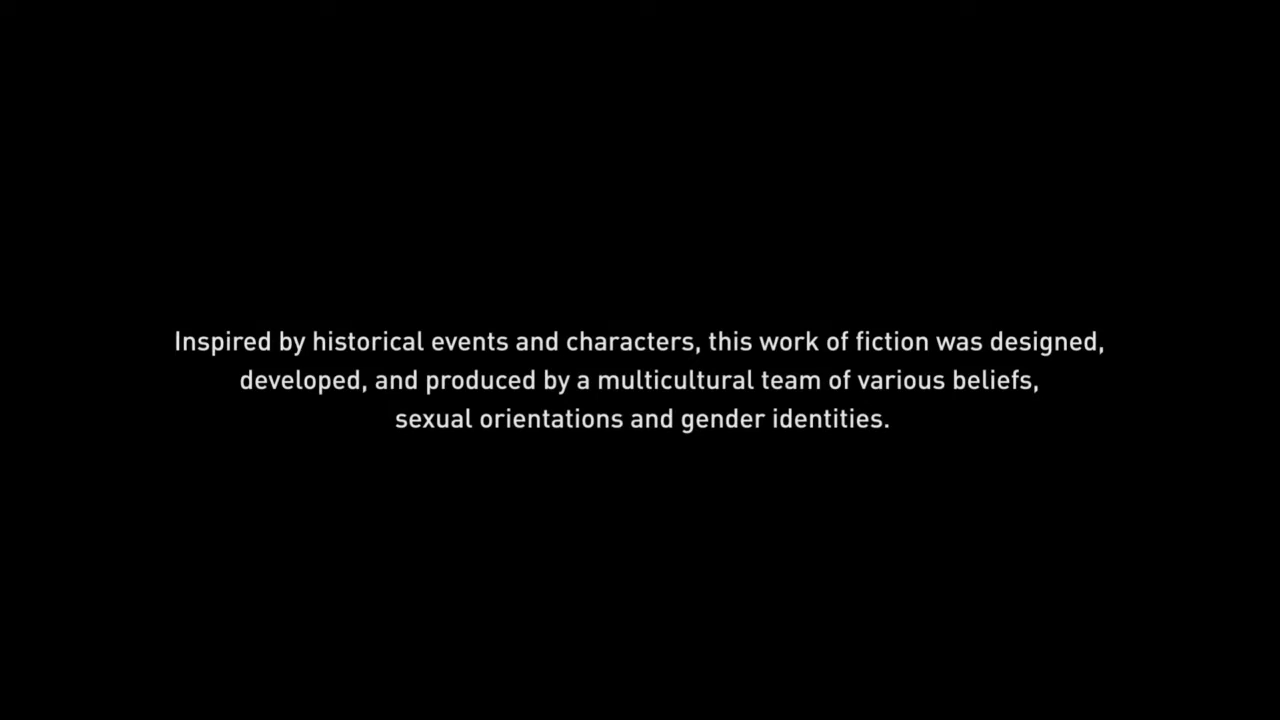 Inspired by historical events and characters, this work of fiction was designed,
developed, and produced by a multicultural team of various beliefs,
sexual orientations and gender identities.